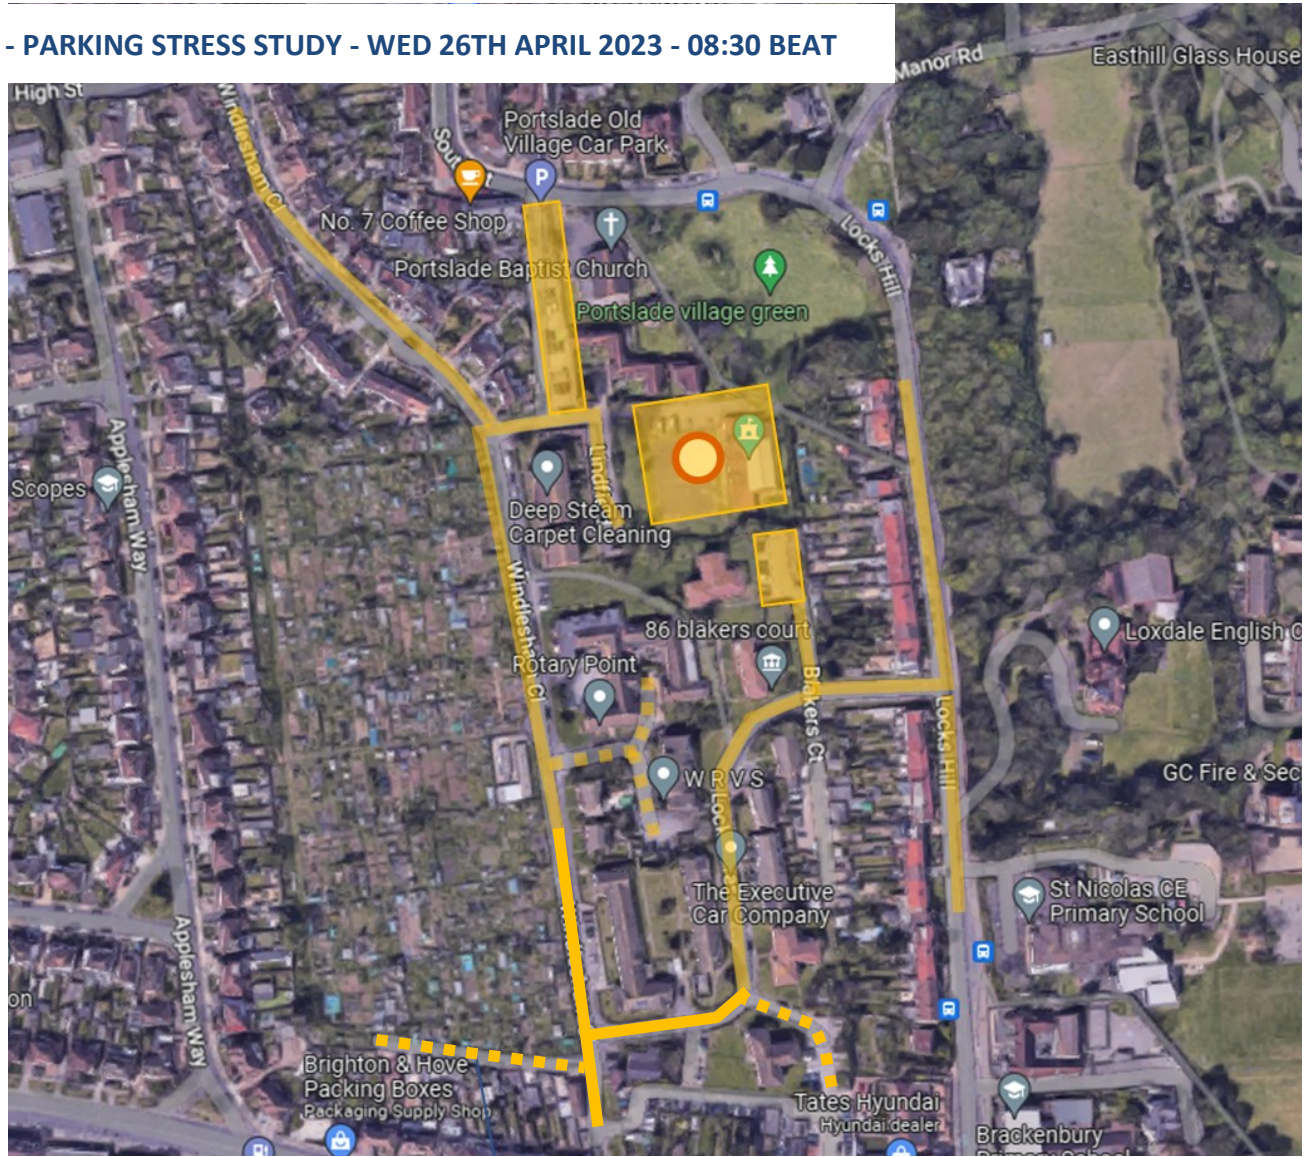 - PARKING STRESS STUDY - WED 26TH APRIL 2023 - 08:30 BEAT
Manor Rd
Easthill Glass House
High St
Windlesham Cl
Portslade Old
Village Car Park
P
No. 7 Coffee Shop
Locks Hill
Portslade Baptist Church
Portslade village green
Applesham Way
Scopes
Deep Steam
Carpet Cleaning
Windlesham Cl
86 blakers court
Loxdale English C
Rotary Point
Blakers Ct
Locks Hill
W R V S
GC Fire & Sec
The Executive
Car Company
St Nicolas CE
Primary School
Applesham Way
on
Brighton & Hove
Packing Boxes
Packaging Supply Shop
Tates Hyundai
Hyundai dealer
Brackenbury